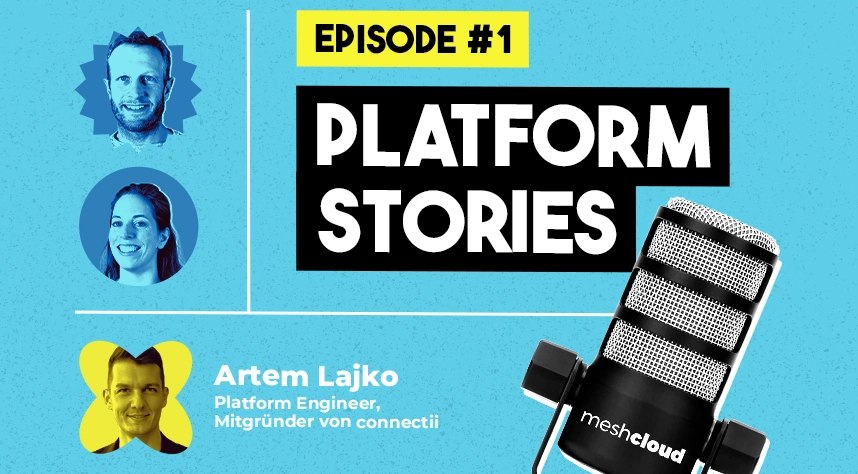 EPISODE #1
PLATFORM
STORIES
Artem Lajko
Platform Engineer,
Mitgründer von connectii
meshcloud